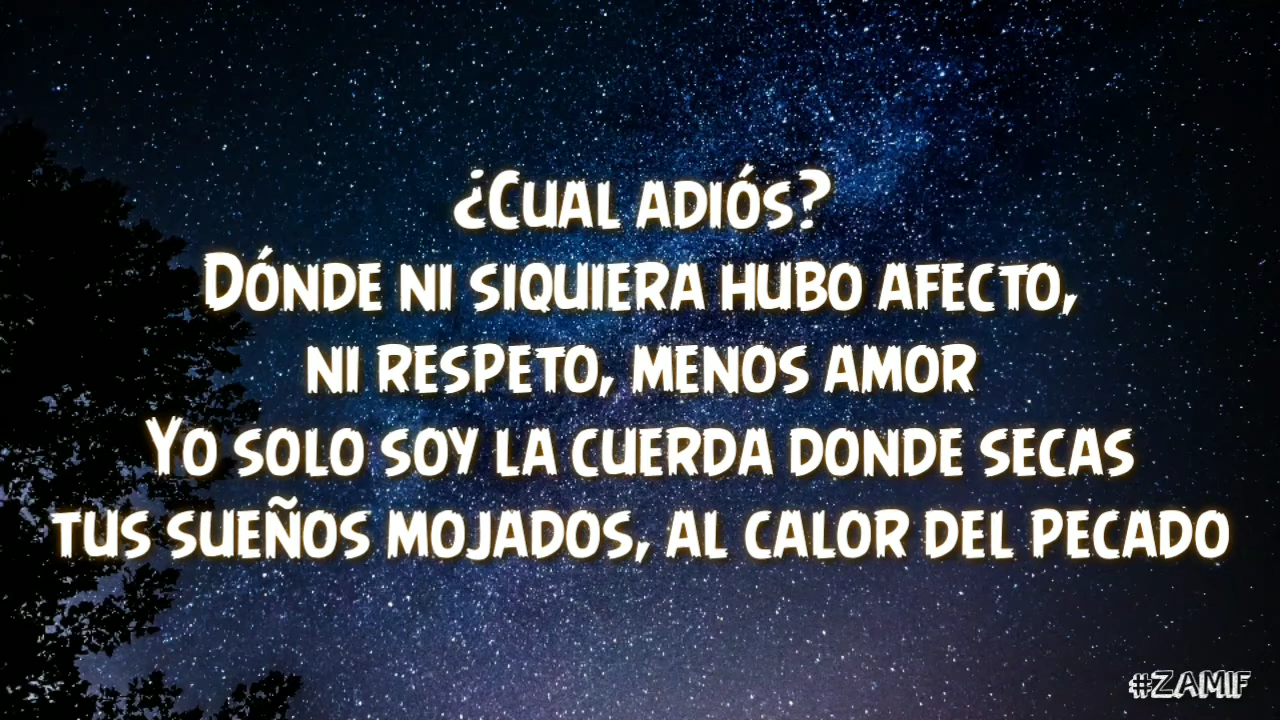 ¿Cual adiós?
Dónde ni siquiera hubo afecto,
ni respeto, menos amor
Yo solo soy la cuerda donde secas
tus sueños mojados, al calor del pecado
#ZAMIF